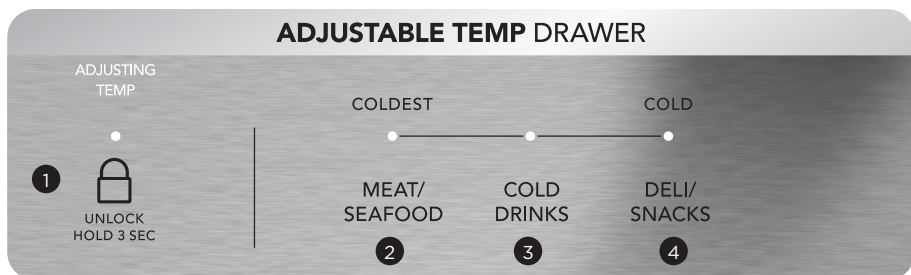 ADJUSTABLE TEMP DRAWER
ADJUSTING
TEMP
COLDEST
COLD
1
UNLOCK
HOLD 3 SEC
MEAT/
SEAFOOD
2
COLD
DRINKS
3
DELI/
SNACKS
4